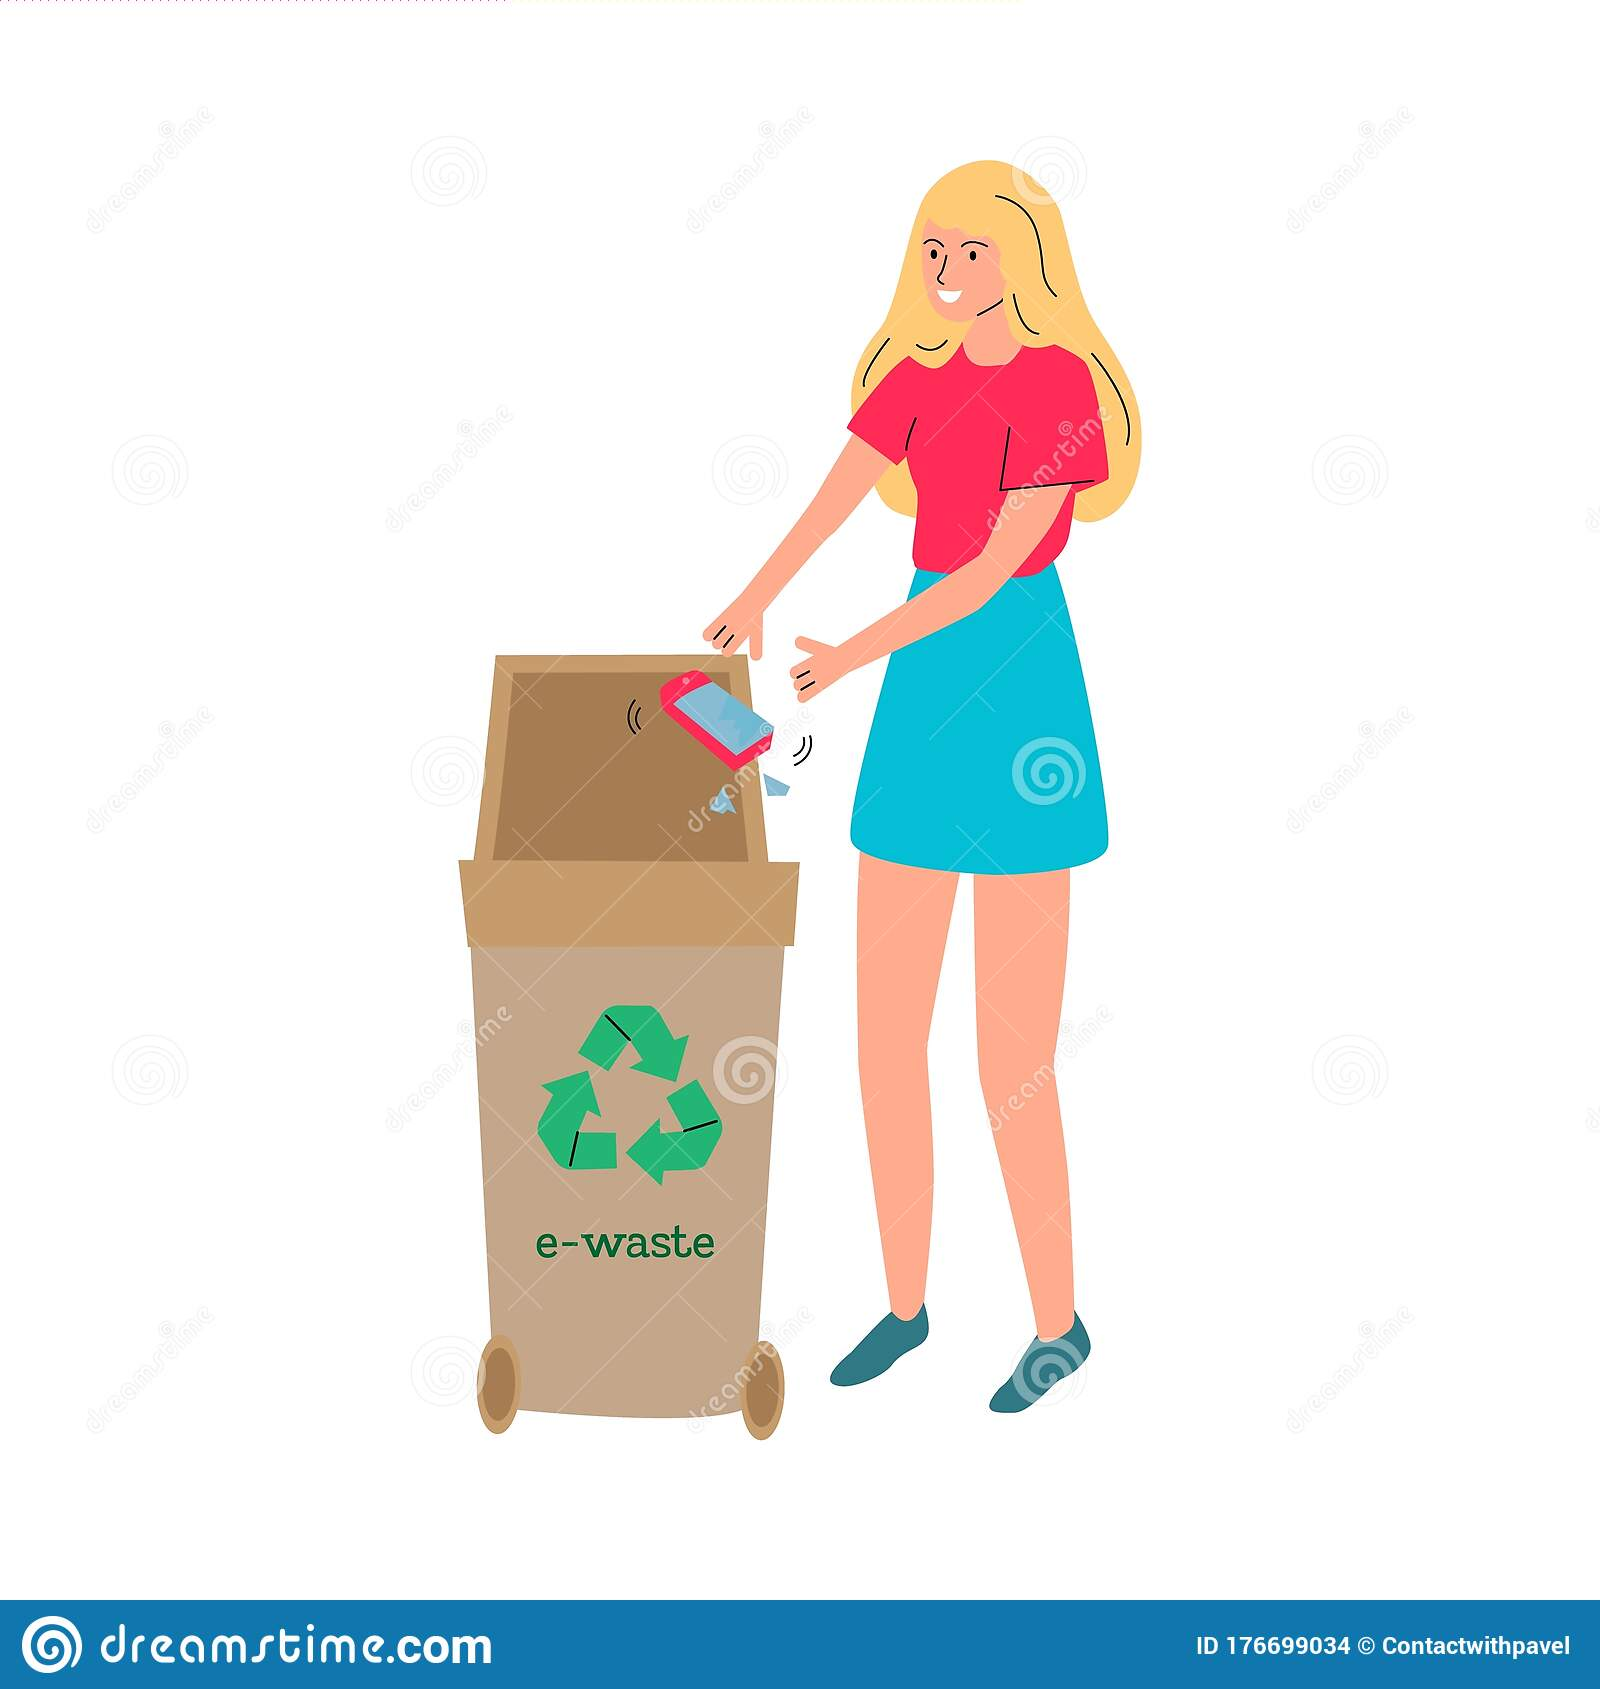 e-waste
dreamstime.com
ID 176699034 © Contactwithpavel